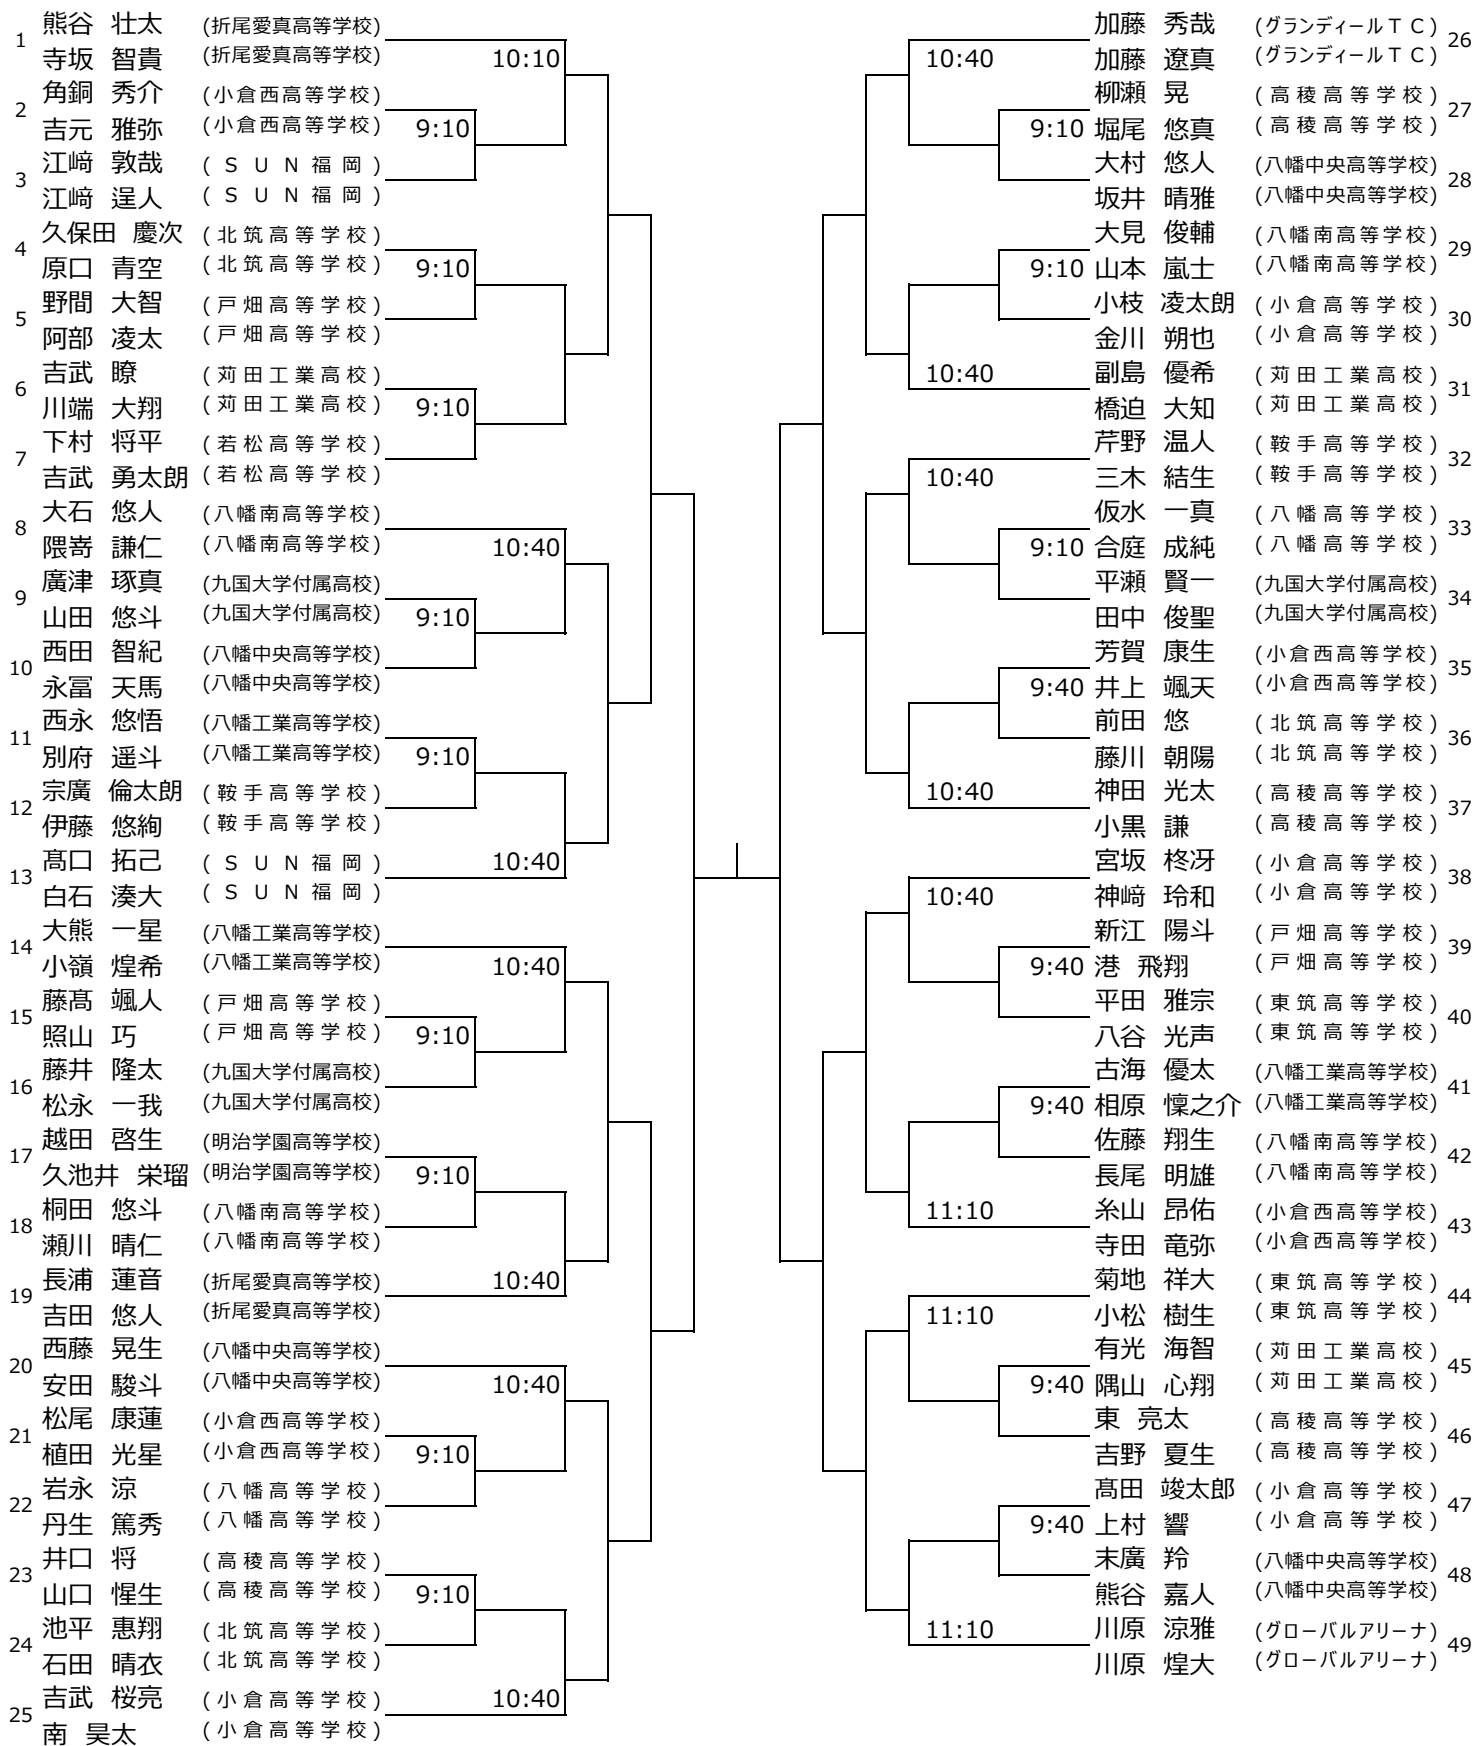 1
熊谷 壮太 (折尾愛真高等学校)
寺坂 智貴 (折尾愛真高等学校)
10:10
2
角銅 秀介 (小倉西高等学校)
吉元 雅弥 (小倉西高等学校)
9:10
3
江﨑 敦哉 (SUN福岡)
江﨑 逞人 (SUN福岡)
4
久保田 慶次 (北筑高等学校)
原口 青空 (北筑高等学校)
9:10
5
野間 大智 (戸畑高等学校)
阿部 凌太 (戸畑高等学校)
6
吉武 瞭 (苅田工業高校)
川端 大翔 (苅田工業高校)
9:10
7
下村 将平 (若松高等学校)
吉武 勇太朗 (若松高等学校)
8
大石 悠人 (八幡南高等学校)
隈嵜 謙仁 (八幡南高等学校)
10:40
9
廣津 琢真 (九国大学付属高校)
山田 悠斗 (九国大学付属高校)
9:10
10
西田 智紀 (八幡中央高等学校)
永冨 天馬 (八幡中央高等学校)
11
西永 悠悟 (八幡工業高等学校)
別府 遥斗 (八幡工業高等学校)
9:10
12
宗廣 倫太朗 (鞍手高等学校)
伊藤 悠絢 (鞍手高等学校)
13
髙口 拓己 (SUN福岡)
白石 湊大 (SUN福岡)
10:40
14
大熊 一星 (八幡工業高等学校)
小嶺 煌希 (八幡工業高等学校)
10:40
15
藤髙 颯人 (戸畑高等学校)
照山 巧 (戸畑高等学校)
9:10
16
藤井 隆太 (九国大学付属高校)
松永 一我 (九国大学付属高校)
17
越田 啓生 (明治学園高等学校)
久池井 栄瑠 (明治学園高等学校)
9:10
18
桐田 悠斗 (八幡南高等学校)
瀬川 晴仁 (八幡南高等学校)
19
長浦 蓮音 (折尾愛真高等学校)
吉田 悠人 (折尾愛真高等学校)
10:40
20
西藤 晃生 (八幡中央高等学校)
安田 駿斗 (八幡中央高等学校)
10:40
21
松尾 康蓮 (小倉西高等学校)
植田 光星 (小倉西高等学校)
9:10
22
岩永 涼 (八幡高等学校)
丹生 篤秀 (八幡高等学校)
23
井口 将 (高稜高等学校)
山口 惺生 (高稜高等学校)
9:10
24
池平 惠翔 (北筑高等学校)
石田 晴衣 (北筑高等学校)
25
吉武 桜亮 (小倉高等学校)
南 昊太 (小倉高等学校)
10:40
加藤 秀哉 (グランディールTC)
加藤 遼真 (グランディールTC)
26
10:40
柳瀬 晃 (高稜高等学校)
堀尾 悠真 (高稜高等学校)
27
9:10
大村 悠人 (八幡中央高等学校)
坂井 晴雅 (八幡中央高等学校)
28
大見 俊輔 (八幡南高等学校)
山本 嵐士 (八幡南高等学校)
29
9:10
小枝 凌太朗 (小倉高等学校)
金川 朔也 (小倉高等学校)
30
副島 優希 (苅田工業高校)
橋迫 大知 (苅田工業高校)
31
10:40
芹野 温人 (鞍手高等学校)
三木 結生 (鞍手高等学校)
32
10:40
仮水 一真 (八幡高等学校)
合庭 成純 (八幡高等学校)
33
9:10
平瀬 賢一 (九国大学付属高校)
田中 俊聖 (九国大学付属高校)
34
芳賀 康生 (小倉西高等学校)
井上 颯天 (小倉西高等学校)
35
9:40
前田 悠 (北筑高等学校)
藤川 朝陽 (北筑高等学校)
36
神田 光太 (高稜高等学校)
小黒 謙 (高稜高等学校)
37
10:40
宮坂 柊冴 (小倉高等学校)
神﨑 玲和 (小倉高等学校)
38
10:40
新江 陽斗 (戸畑高等学校)
港 飛翔 (戸畑高等学校)
39
9:40
平田 雅宗 (東筑高等学校)
八谷 光声 (東筑高等学校)
40
古海 優太 (八幡工業高等学校)
相原 懍之介 (八幡工業高等学校)
41
9:40
佐藤 翔生 (八幡南高等学校)
長尾 明雄 (八幡南高等学校)
42
糸山 昂佑 (小倉西高等学校)
寺田 竜弥 (小倉西高等学校)
43
11:10
菊地 祥大 (東筑高等学校)
小松 樹生 (東筑高等学校)
44
11:10
有光 海智 (苅田工業高校)
隅山 心翔 (苅田工業高校)
45
9:40
東 亮太 (高稜高等学校)
吉野 夏生 (高稜高等学校)
46
髙田 竣太郎 (小倉高等学校)
上村 響 (小倉高等学校)
47
9:40
末廣 羚 (八幡中央高等学校)
熊谷 嘉人 (八幡中央高等学校)
48
川原 涼雅 (グローバルアリーナ)
川原 煌大 (グローバルアリーナ)
49
11:10